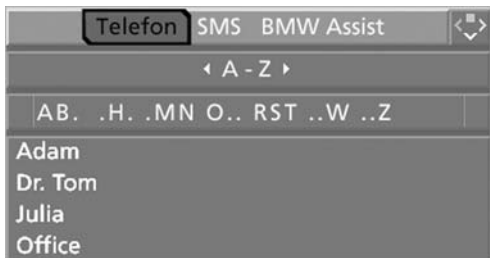 Telefon SMS BMW Assist
A - Z
AB. .H. .MN O.. RST ..W ..Z
Adam
Dr. Tom
Julia
Office